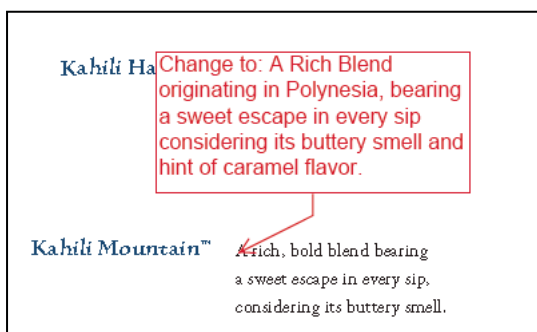 Kahili Ha
Change to: A Rich Blend
originating in Polynesia, bearing
a sweet escape in every sip
considering its buttery smell and
hint of caramel flavor.
Kahili Mountain™ A rich, bold blend bearing
a sweet escape in every sip,
considering its buttery smell.